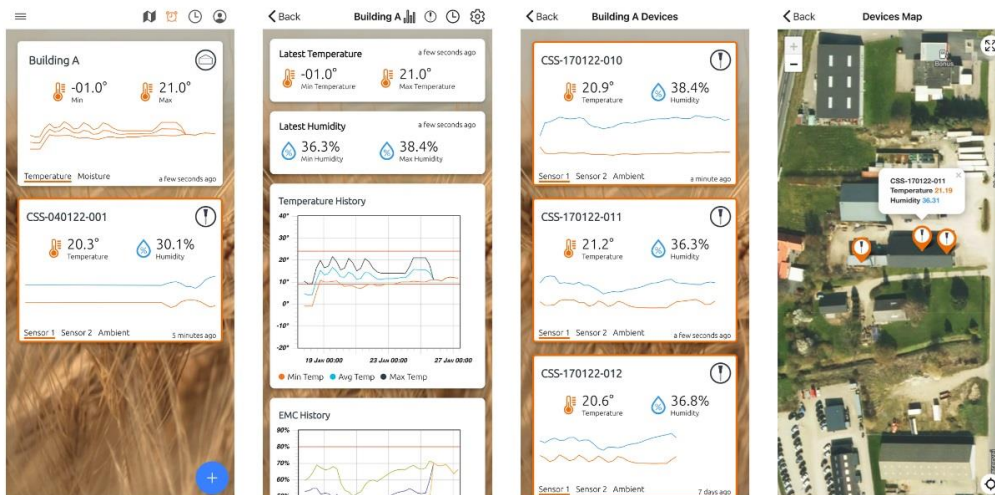 Building A
-01.0°
Min
21.0°
Max
Temperature Moisture
a few seconds ago
CSS-040122-001
20.3°
Temperature
30.1%
Humidity
Sensor 1 Sensor 2 Ambient
5 minutes ago
+
Back
Building A
Latest Temperature
a few seconds ago
-01.0°
Min Temperature
21.0°
Max Temperature
Latest Humidity
a few seconds ago
36.3%
Min Humidity
38.4%
Max Humidity
Temperature History
40°
30°
20°
10°
0°
-10°
-20°
19 Jan 00:00 23 Jan 00:00 27 Jan 00:00
Min Temp Avg Temp Max Temp
EMC History
90%
80%
70%
60%
50%
Back
Building A Devices
CSS-170122-010
20.9°
Temperature
38.4%
Humidity
Sensor 1 Sensor 2 Ambient
a minute ago
CSS-170122-011
21.2°
Temperature
36.3%
Humidity
Sensor 1 Sensor 2 Ambient
a few seconds ago
CSS-170122-012
20.6°
Temperature
36.8%
Humidity
Sensor 1 Sensor 2 Ambient
7 days ago
Back
Devices Map
+
-
CSS-170122-011
Temperature 21.19
Humidity 36.31